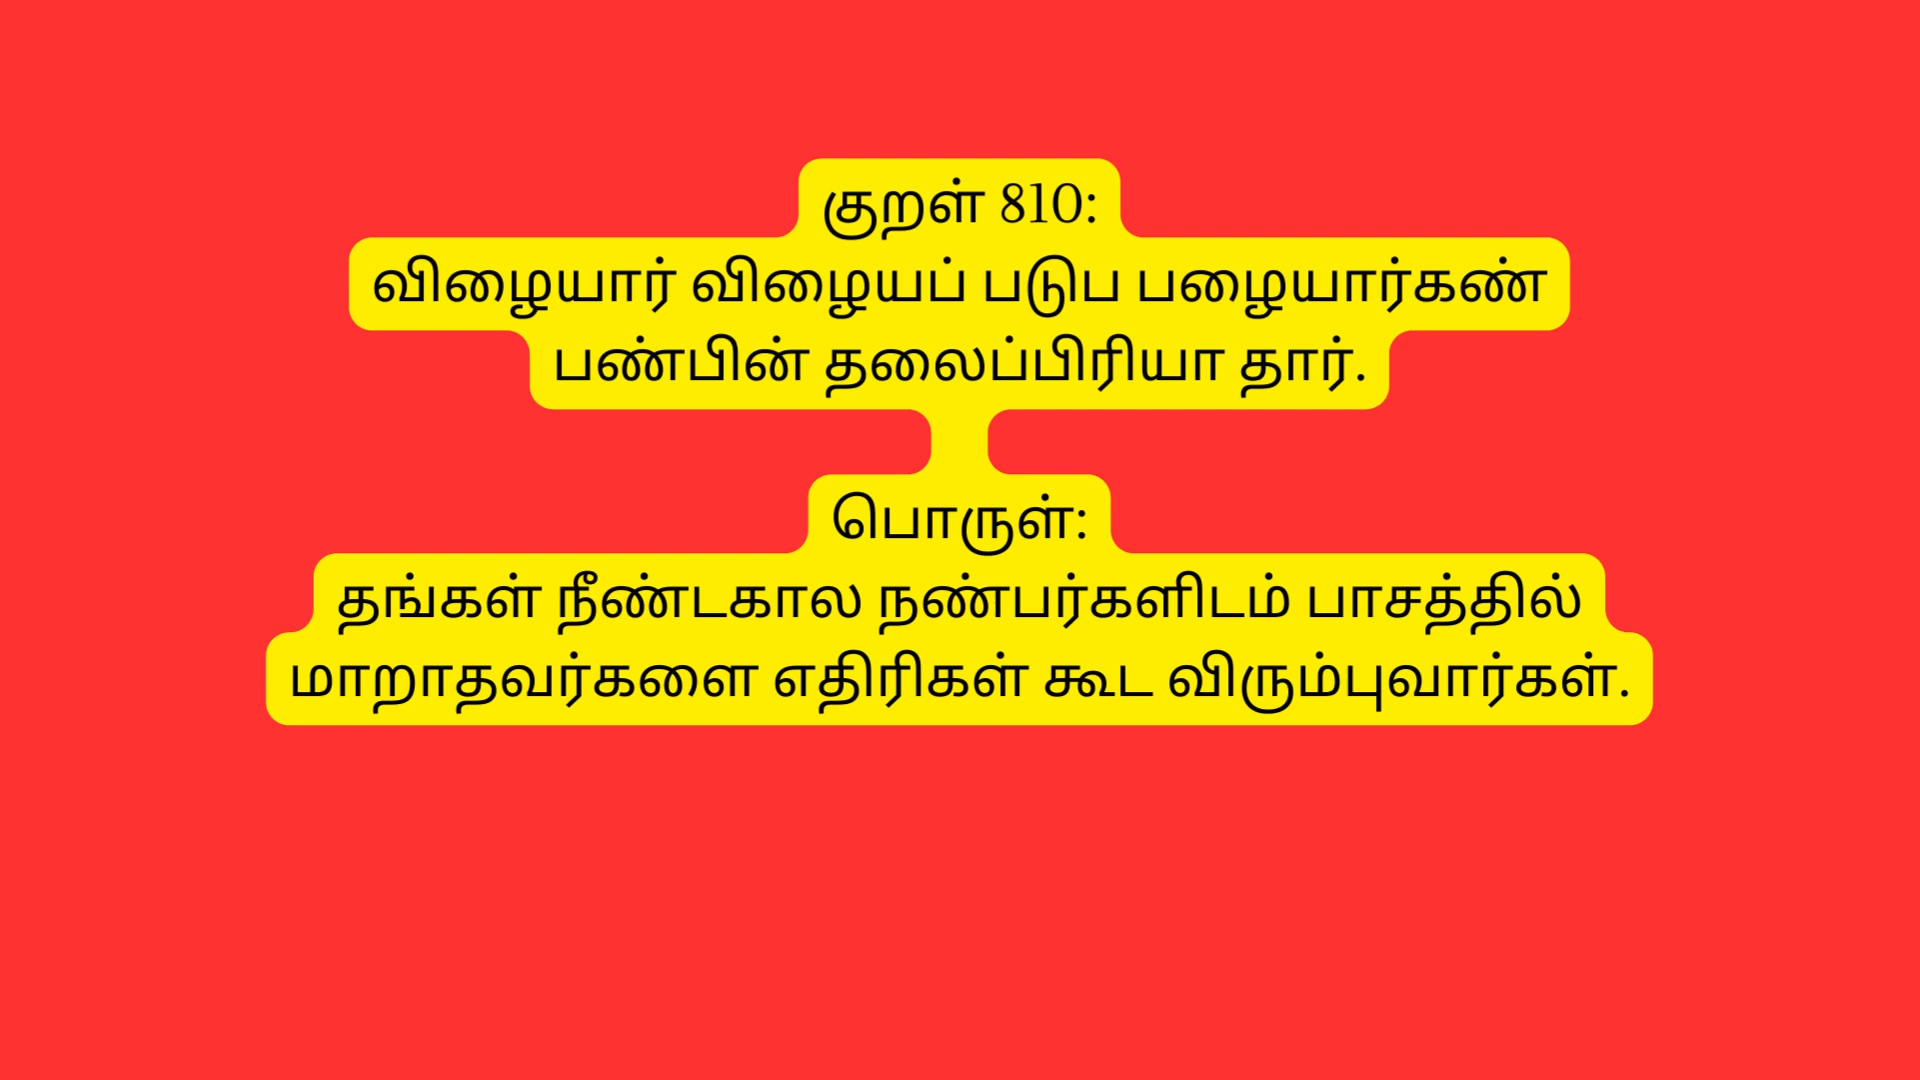 குறள் 810:
விழையார் விழையப் படுப பழையார்கண்
பண்பின் தலைப்பிரியா தார்.
பொருள்:
தங்கள் நீண்டகால நண்பர்களிடம் பாசத்தில்
மாறாதவர்களை எதிரிகள் கூட விரும்புவார்கள்.